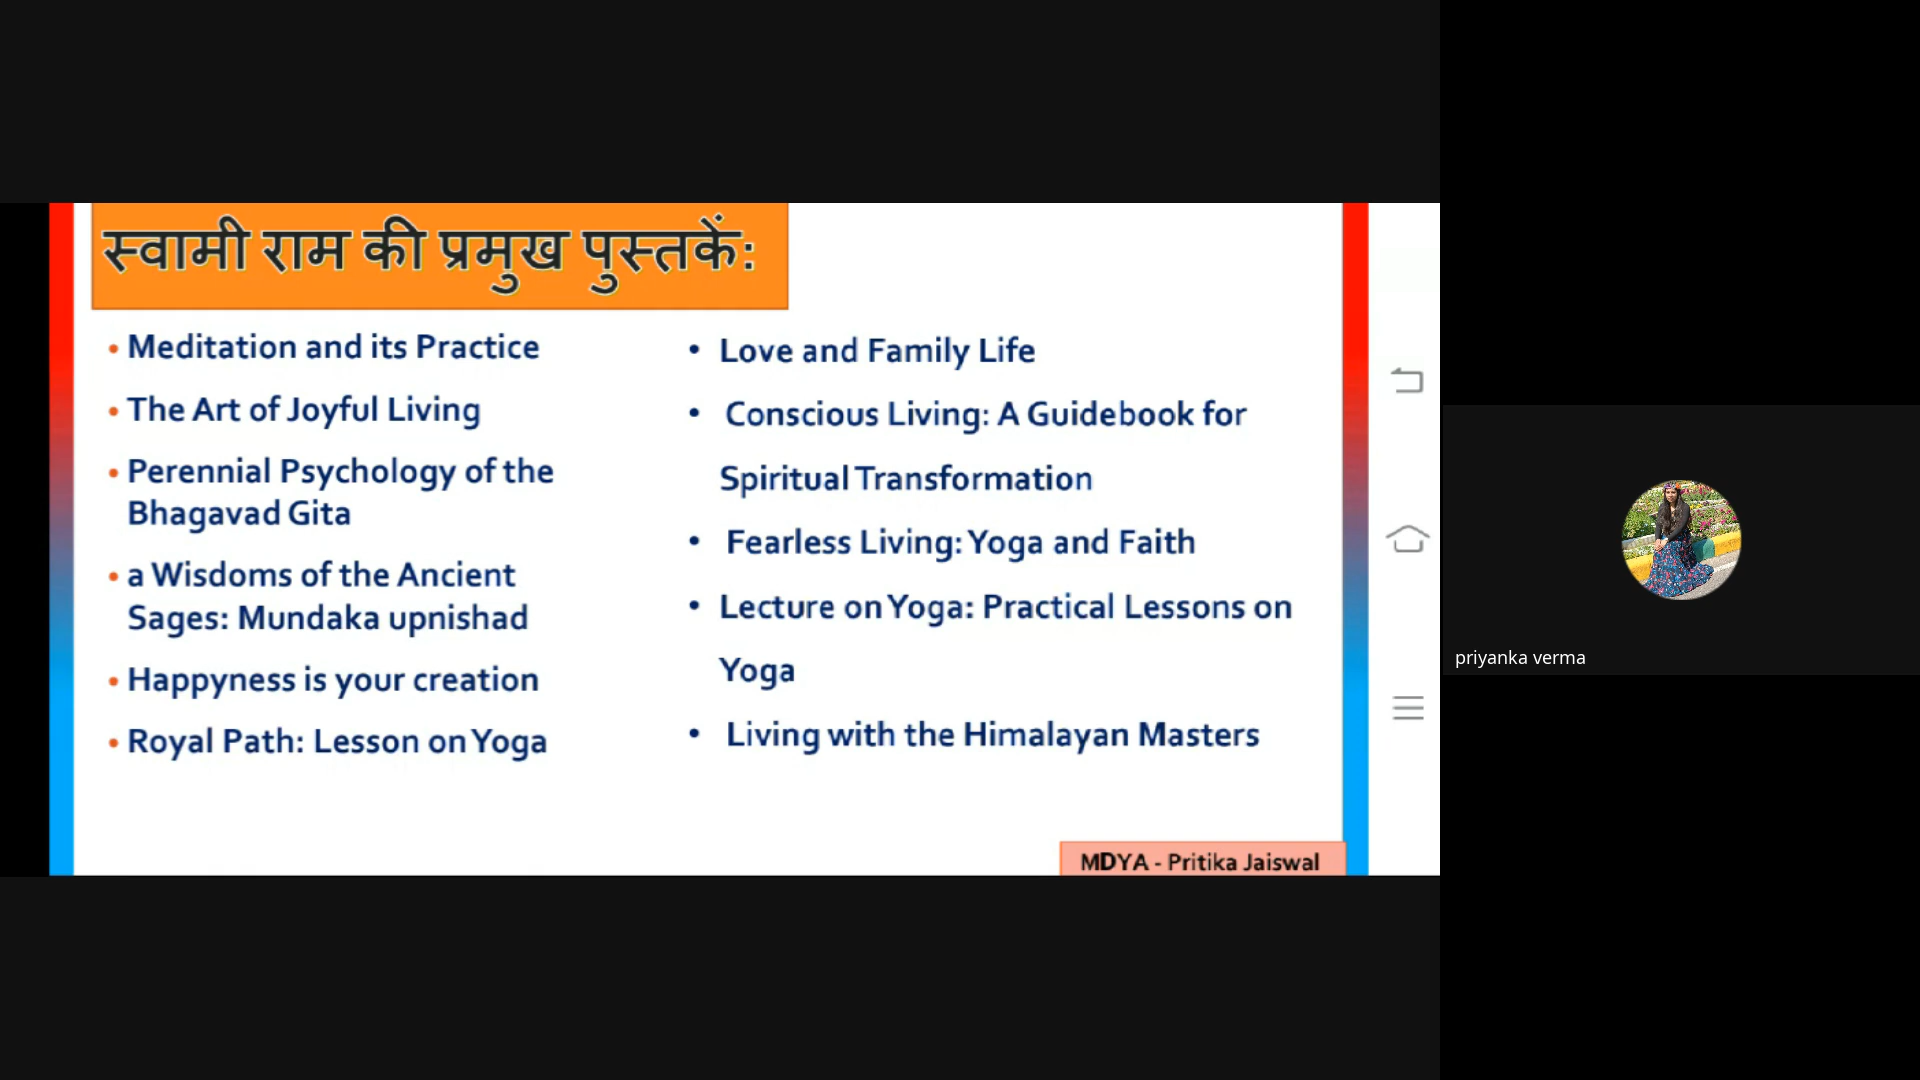 स्वामी राम की प्रमुख पुस्तकें:
• Meditation and its Practice
• The Art of Joyful Living
• Perennial Psychology of the
Bhagavad Gita
• a Wisdoms of the Ancient
Sages: Mundaka upnishad
• Happyness is your creation
• Royal Path: Lesson on Yoga
• Love and Family Life
• Conscious Living: A Guidebook for
Spiritual Transformation
• Fearless Living: Yoga and Faith
• Lecture on Yoga: Practical Lessons on
Yoga
• Living with the Himalayan Masters
MDYA - Pritika Jaiswal
priyanka verma